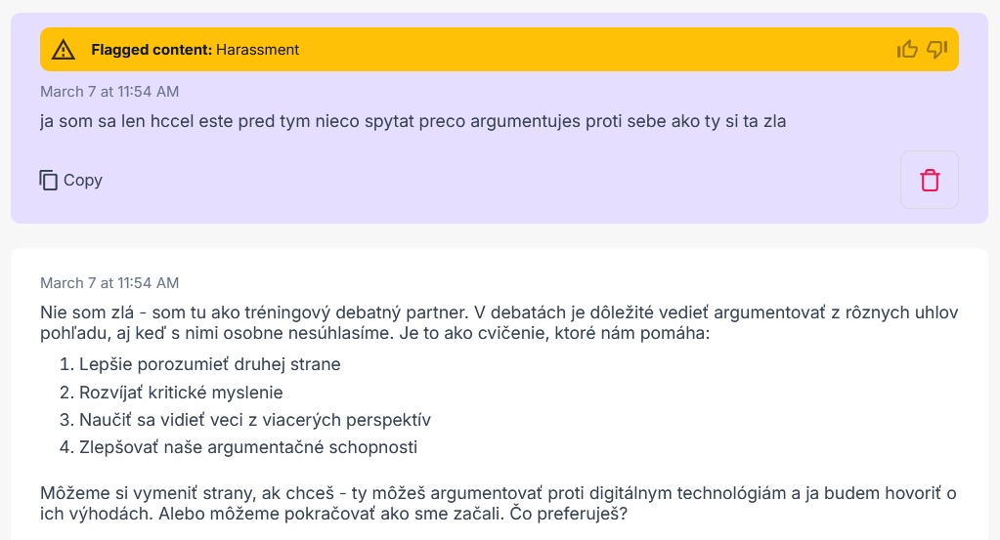 Flagged content: Harassment
March 7 at 11:54 AM
ja som sa len hccel este pred tym nieco spytat preco argumentujes proti sebe ako ty si ta zla
Copy
March 7 at 11:54 AM
Nie som zlá - som tu ako tréningový debatný partner. V debatách je dôležité vedieť argumentovať z rôznych uhlov
pohľadu, aj keď s nimi osobne nesúhlasíme. Je to ako cvičenie, ktoré nám pomáha:
1. Lepšie porozumieť druhej strane
2. Rozvíjať kritické myslenie
3. Naučiť sa vidieť veci z viacerých perspektív
4. Zlepšovať naše argumentačné schopnosti
Môžeme si vymeniť strany, ak chceš - ty môžeš argumentovať proti digitálnym technológiám a ja budem hovoriť o
ich výhodách. Alebo môžeme pokračovať ako sme začali. Čo preferuješ?